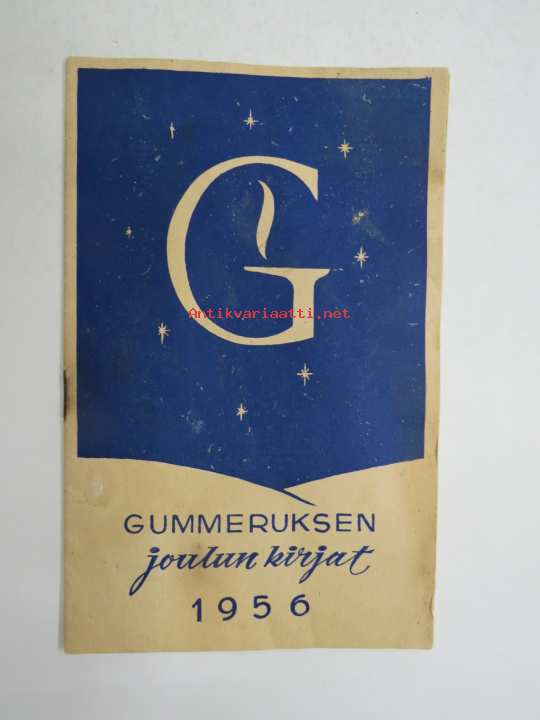 G
Antikvariaatti.net
GUMMERUKSEN
joulun kirjat
1956